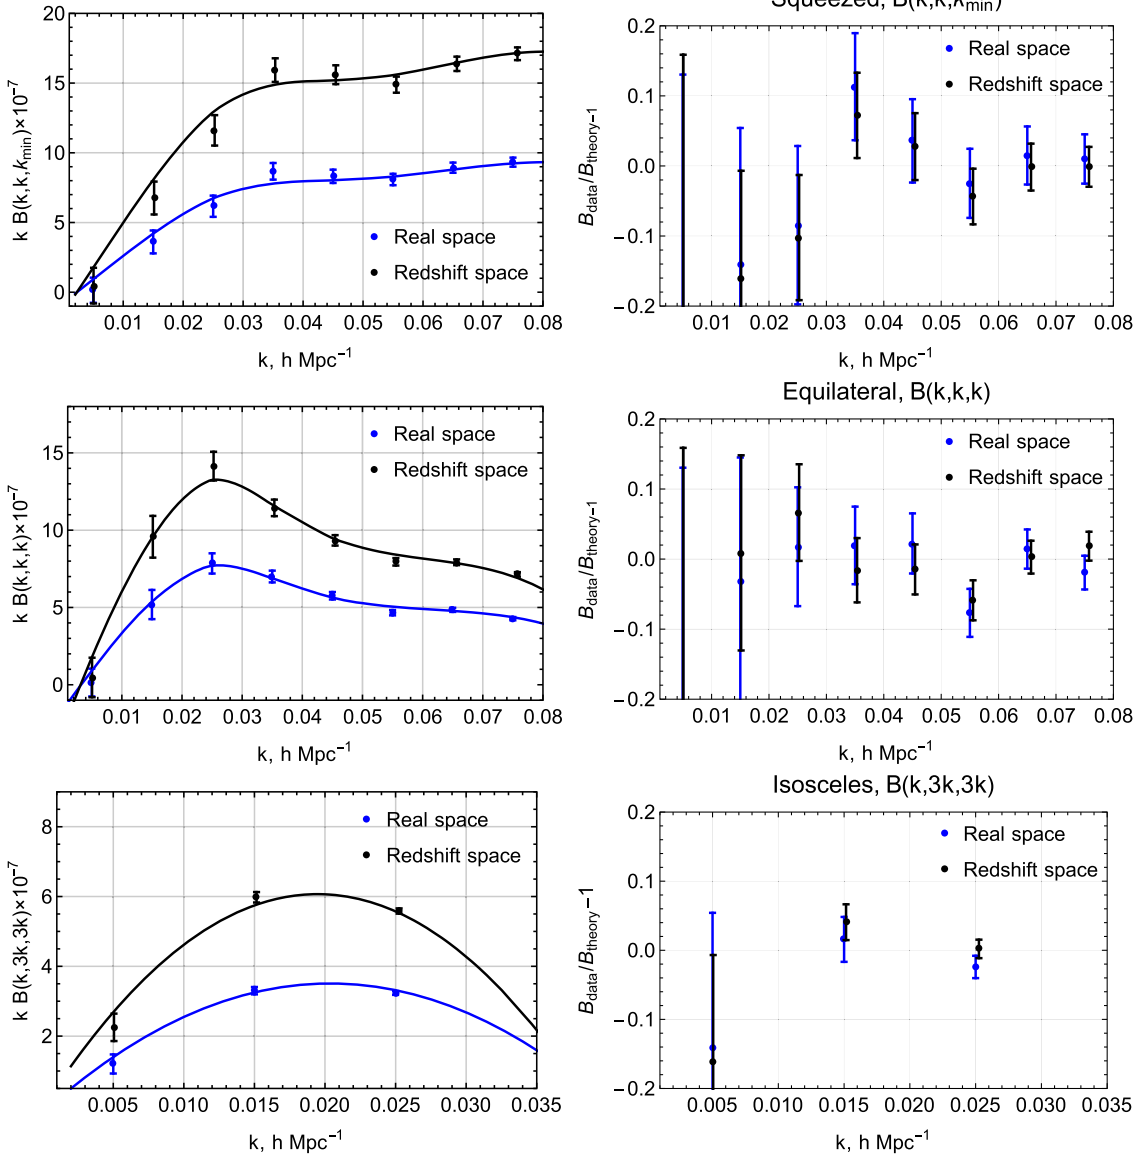 Squeezed, B(k,k,kmin)
20
15
10
5
0
k B(k,k,kmin)×10−7
Real space
Redshift space
0.01 0.02 0.03 0.04 0.05 0.06 0.07 0.08
k, h Mpc−1
0.2
0.1
0.0
−0.1
−0.2
Bdata/Btheory−1
Real space
Redshift space
0.01 0.02 0.03 0.04 0.05 0.06 0.07 0.08
k, h Mpc−1
15
10
5
0
k B(k,k,k)×10−7
Real space
Redshift space
0.01 0.02 0.03 0.04 0.05 0.06 0.07 0.08
k, h Mpc−1
Equilateral, B(k,k,k)
0.2
0.1
0.0
−0.1
−0.2
Bdata/Btheory−1
Real space
Redshift space
0.01 0.02 0.03 0.04 0.05 0.06 0.07 0.08
k, h Mpc−1
8
6
4
2
k B(k,3k,3k)×10−7
Real space
Redshift space
0.005 0.010 0.015 0.020 0.025 0.030 0.035
k, h Mpc−1
Isosceles, B(k,3k,3k)
0.2
0.1
0.0
−0.1
−0.2
Bdata/Btheory−1
Real space
Redshift space
0.005 0.010 0.015 0.020 0.025 0.030 0.035
k, h Mpc−1